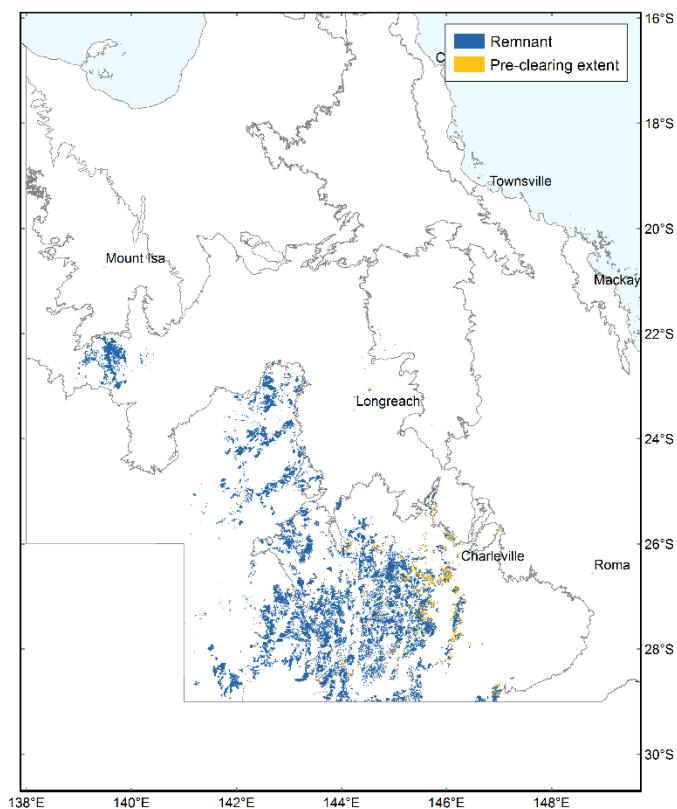 Remnant
Pre-clearing extent
C
Townsville
Mount Isa
Mackay
Longreach
Charleville
Roma
16°S
18°S
20°S
22°S
24°S
26°S
28°S
30°S
138°E 140°E 142°E 144°E 146°E 148°E